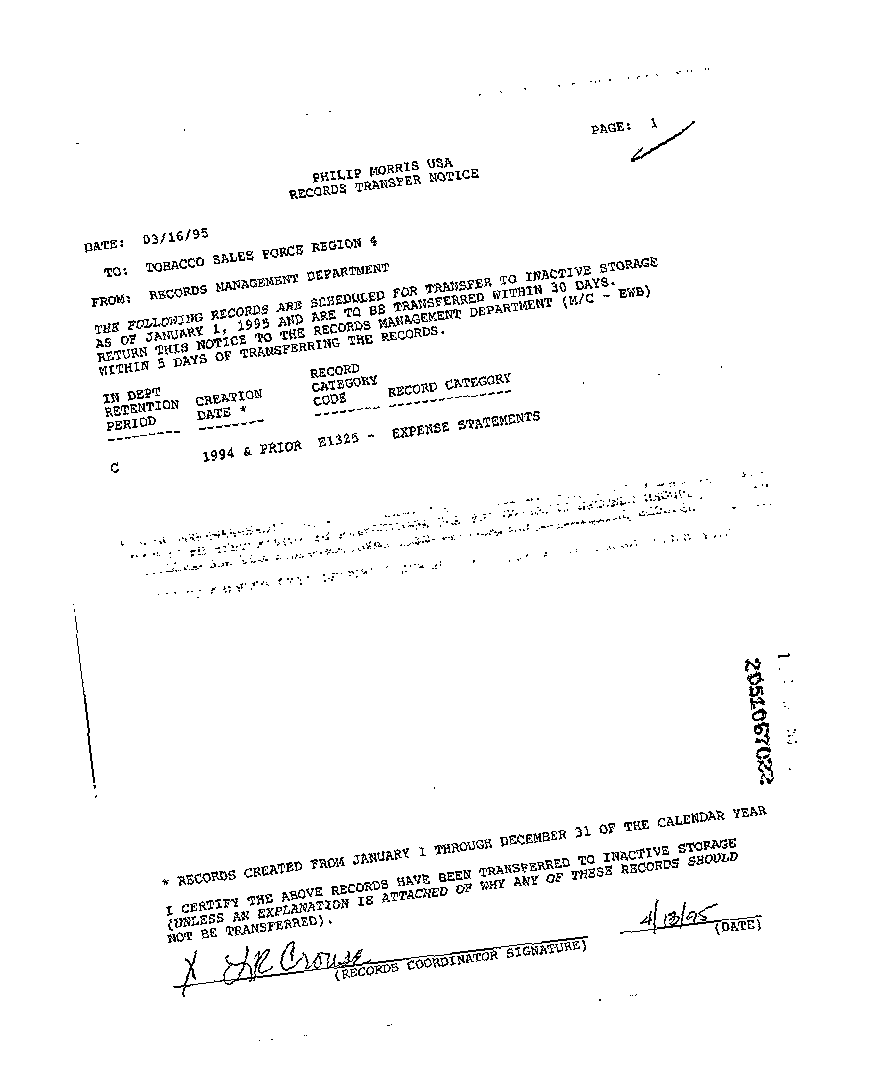 PAGE: 1
PHILIP MORRIS USA
RECORDS TRANSFER NOTICE
DATE: 03/16/95
TO: TOBACCO SALES FORCE REGION 4
FROM: RECORDS MANAGEMENT DEPARTMENT
THE FOLLOWING RECORDS ARE SCHEDULED FOR TRANSFER TO INACTIVE STORAGE
AS OF JANUARY 1, 1995 AND ARE TO BE TRANSFERRED WITHIN 30 DAYS.
RETURN THIS NOTICE TO THE RECORDS MANAGEMENT DEPARTMENT (M/C - EWB)
WITHIN 5 DAYS OF TRANSFERRING THE RECORDS.
IN DEPT RETENTION PERIOD
CREATION DATE *
RECORD CATEGORY CODE
RECORD CATEGORY
C 1994 & PRIOR E1325 - EXPENSE STATEMENTS
2051067022
* RECORDS CREATED FROM JANUARY 1 THROUGH DECEMBER 31 OF THE CALENDAR YEAR
I CERTIFY THE ABOVE RECORDS HAVE BEEN TRANSFERRED TO INACTIVE STORAGE
(UNLESS AN EXPLANATION IS ATTACHED OF WHY ANY OF THESE RECORDS SHOULD
NOT BE TRANSFERRED).
X Crouse 4/13/95
(RECORDS COORDINATOR SIGNATURE) (DATE)